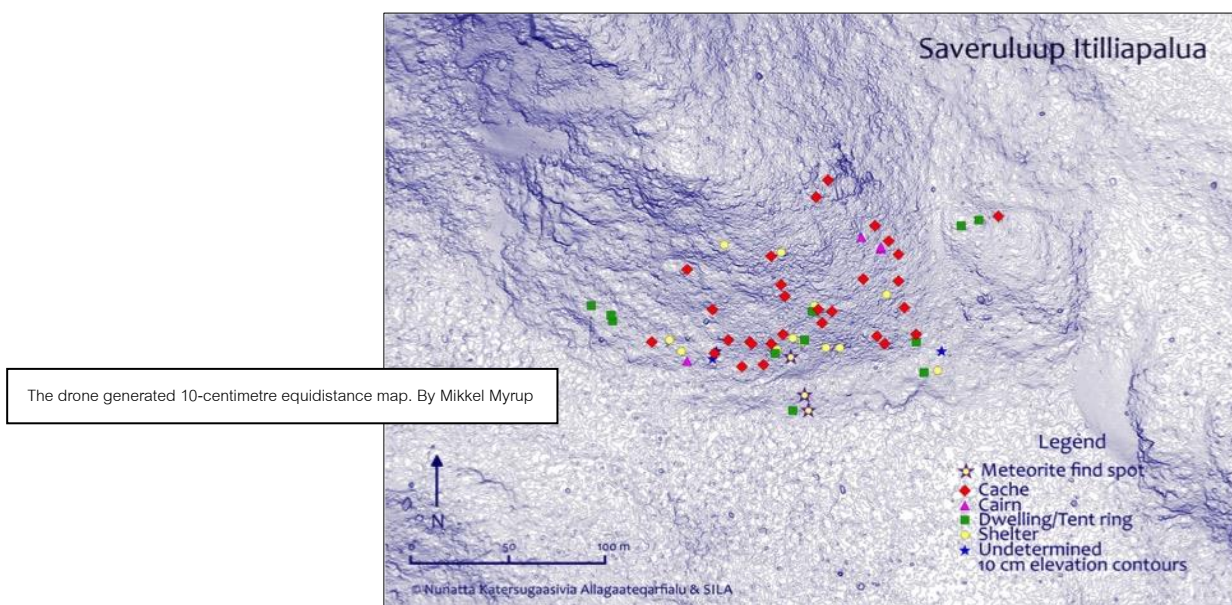 Saveruluup Itilliapalua
The drone generated 10-centimetre equidistance map. By Mikkel Myrup
Legend
Meteorite find spot
Cache
Cairn
Dwelling/Tent ring
Shelter
Undetermined
10 cm elevation contours
N
0 50 100 m
© Nunatta Katersugaasivia Allagaateqarfialu & SILA